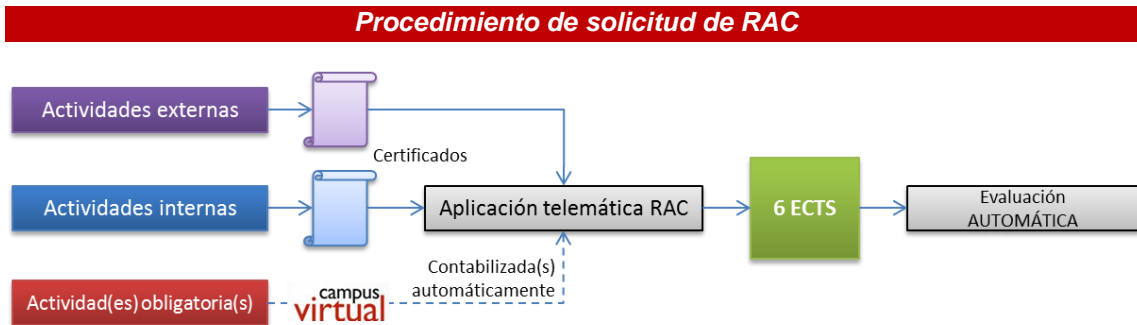 Procedimiento de solicitud de RAC
Actividades externas
Certificados
Actividades internas
Aplicación telemática RAC
6 ECTS
Evaluación
AUTOMÁTICA
Contabilizada(s)
automáticamente
Actividad(es) obligatoria(s)
campus
virtual